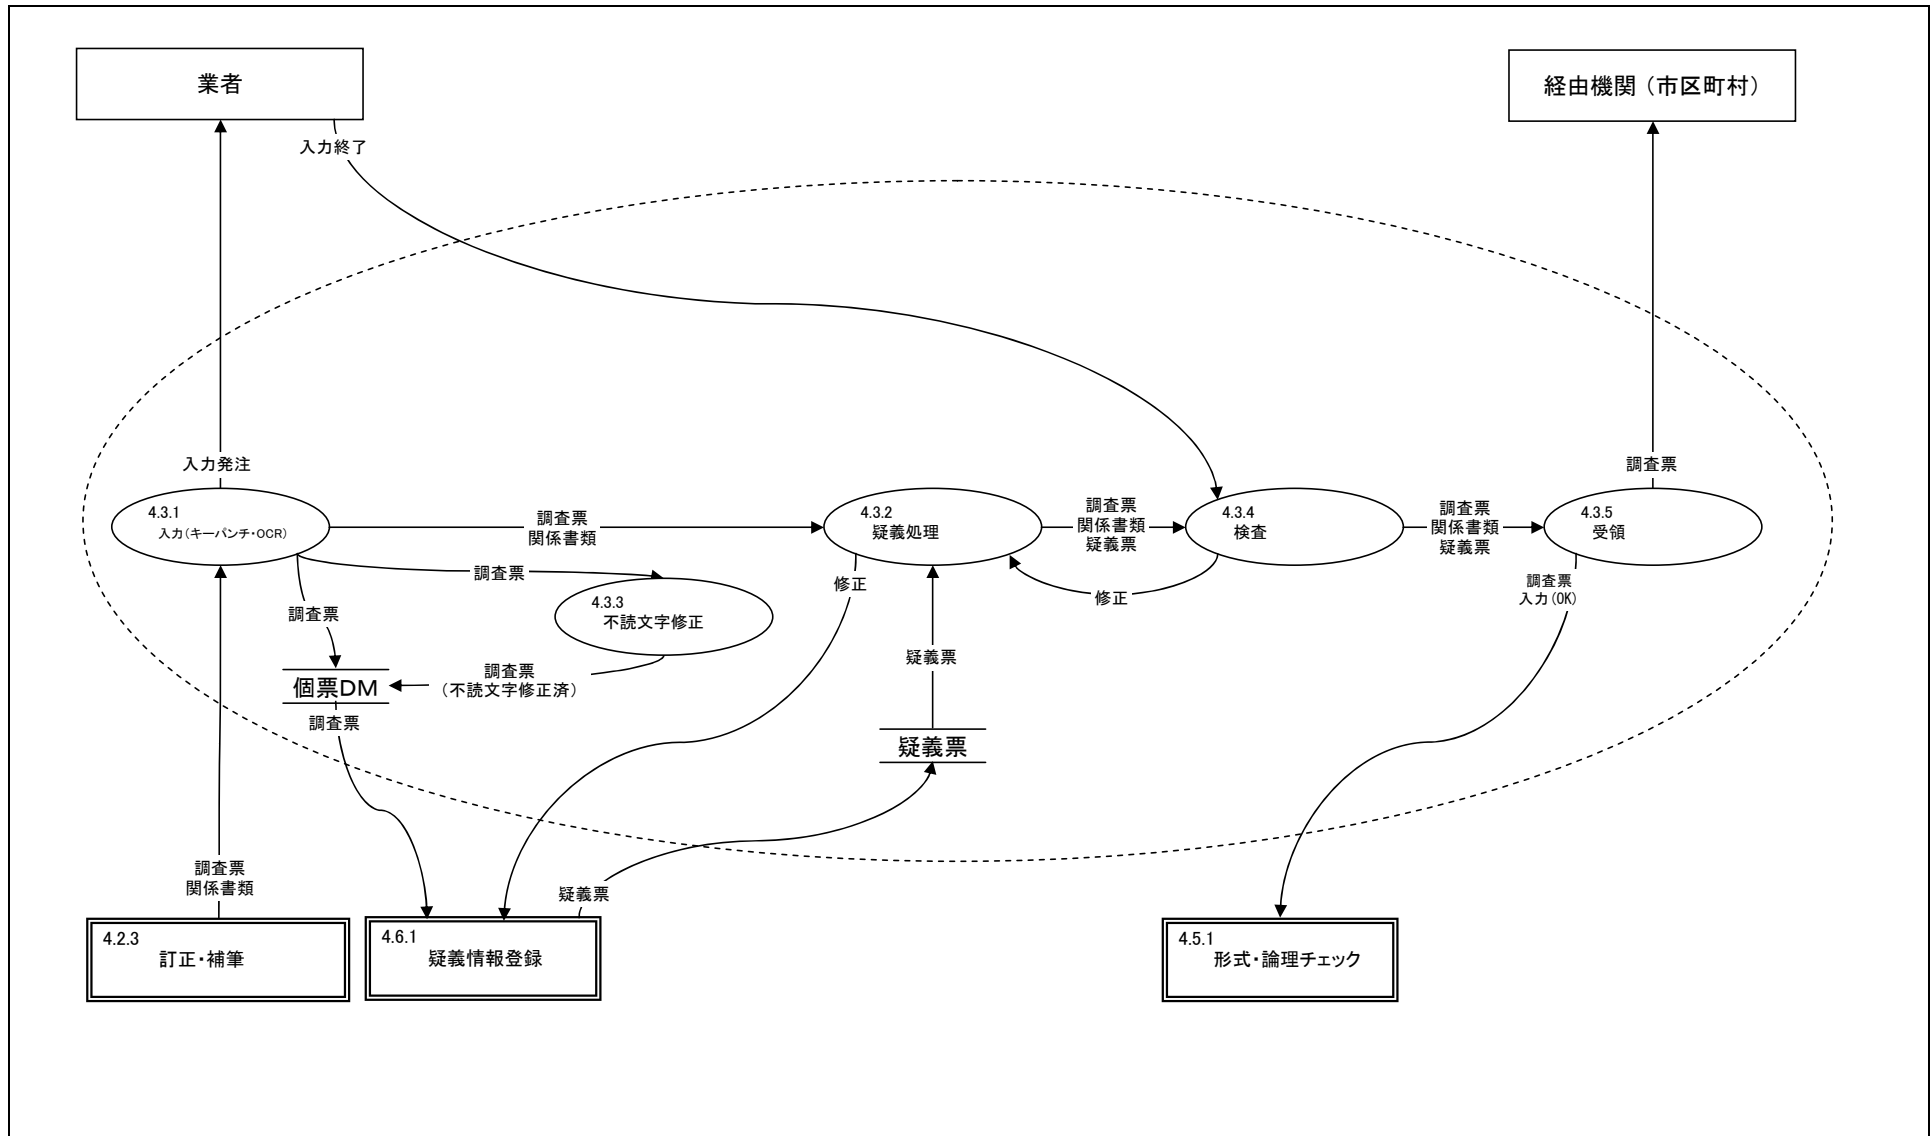 業者
経由機関（市区町村）
入力終了
入力発注
調査票
4.3.1
入力（キーパンチ・OCR）
調査票
関係書類
4.3.2
疑義処理
調査票
関係書類
疑義票
4.3.4
検査
調査票
関係書類
疑義票
4.3.5
受領
調査票
4.3.3
不読文字修正
修正
修正
調査票
入力(OK)
調査票
疑義票
調査票
（不読文字修正済）
個票DM
調査票
疑義票
調査票
関係書類
疑義票
4.2.3
訂正・補筆
4.6.1
疑義情報登録
4.5.1
形式・論理チェック